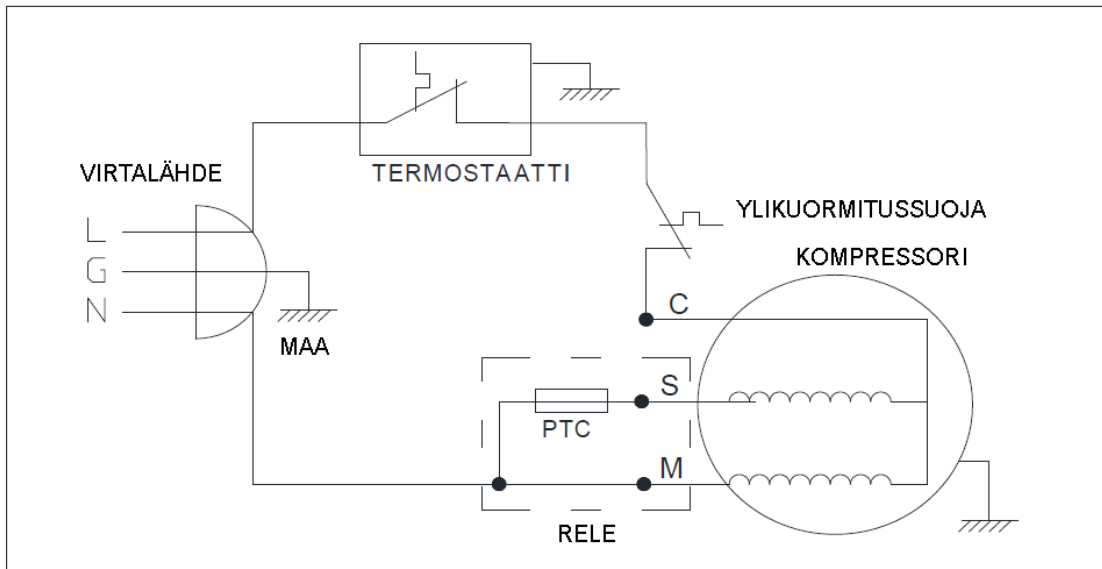 TERMOSTAATTI
VIRTALÄHDE
L
G
N
MAA
YLIKUORMITUSSUOJA
KOMPRESSORI
C
S
PTC
M
RELE